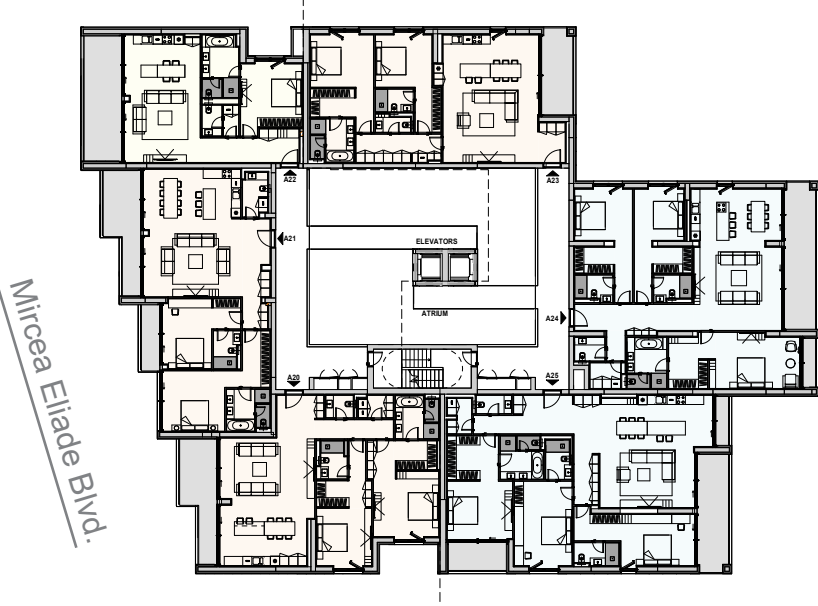 A22
A23
A21
ELEVATORS
ATRIUM
A24
A20
A25
Mircea Eliade Blvd.